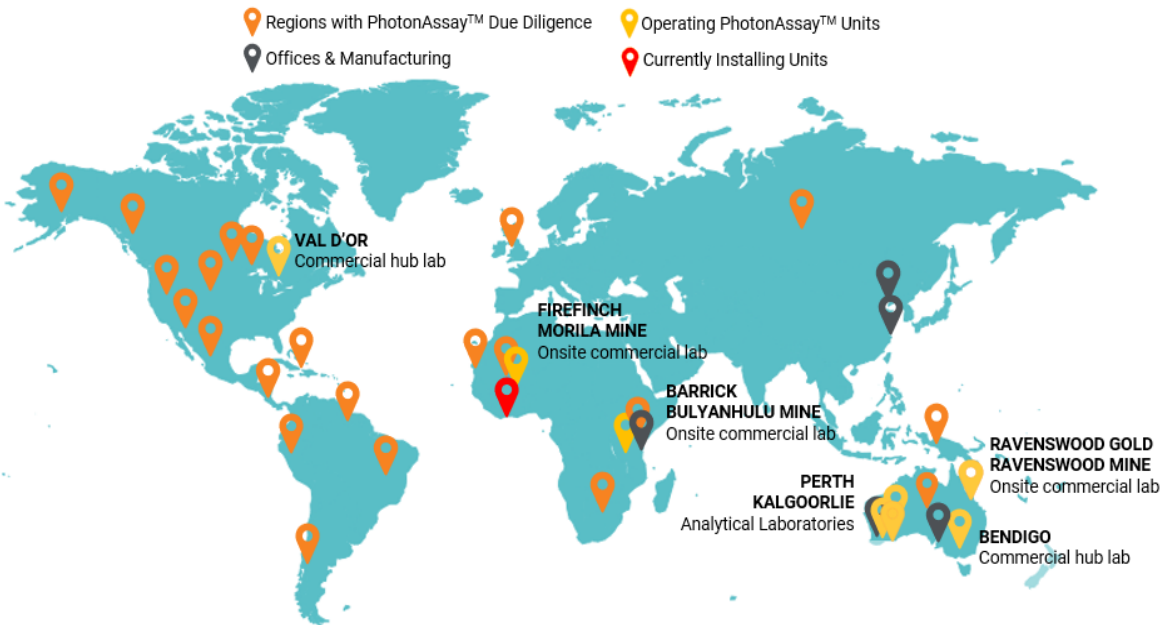 Regions with PhotonAssay™ Due Diligence
Operating PhotonAssay™ Units
Offices & Manufacturing
Currently Installing Units
VAL D'OR
Commercial hub lab
FIREFINCH
MORILA MINE
Onsite commercial lab
BARRICK
BULYANHULU MINE
Onsite commercial lab
RAVENSWOOD GOLD
RAVENSWOOD MINE
Onsite commercial lab
PERTH
KALGOORLIE
Analytical Laboratories
BENDIGO
Commercial hub lab